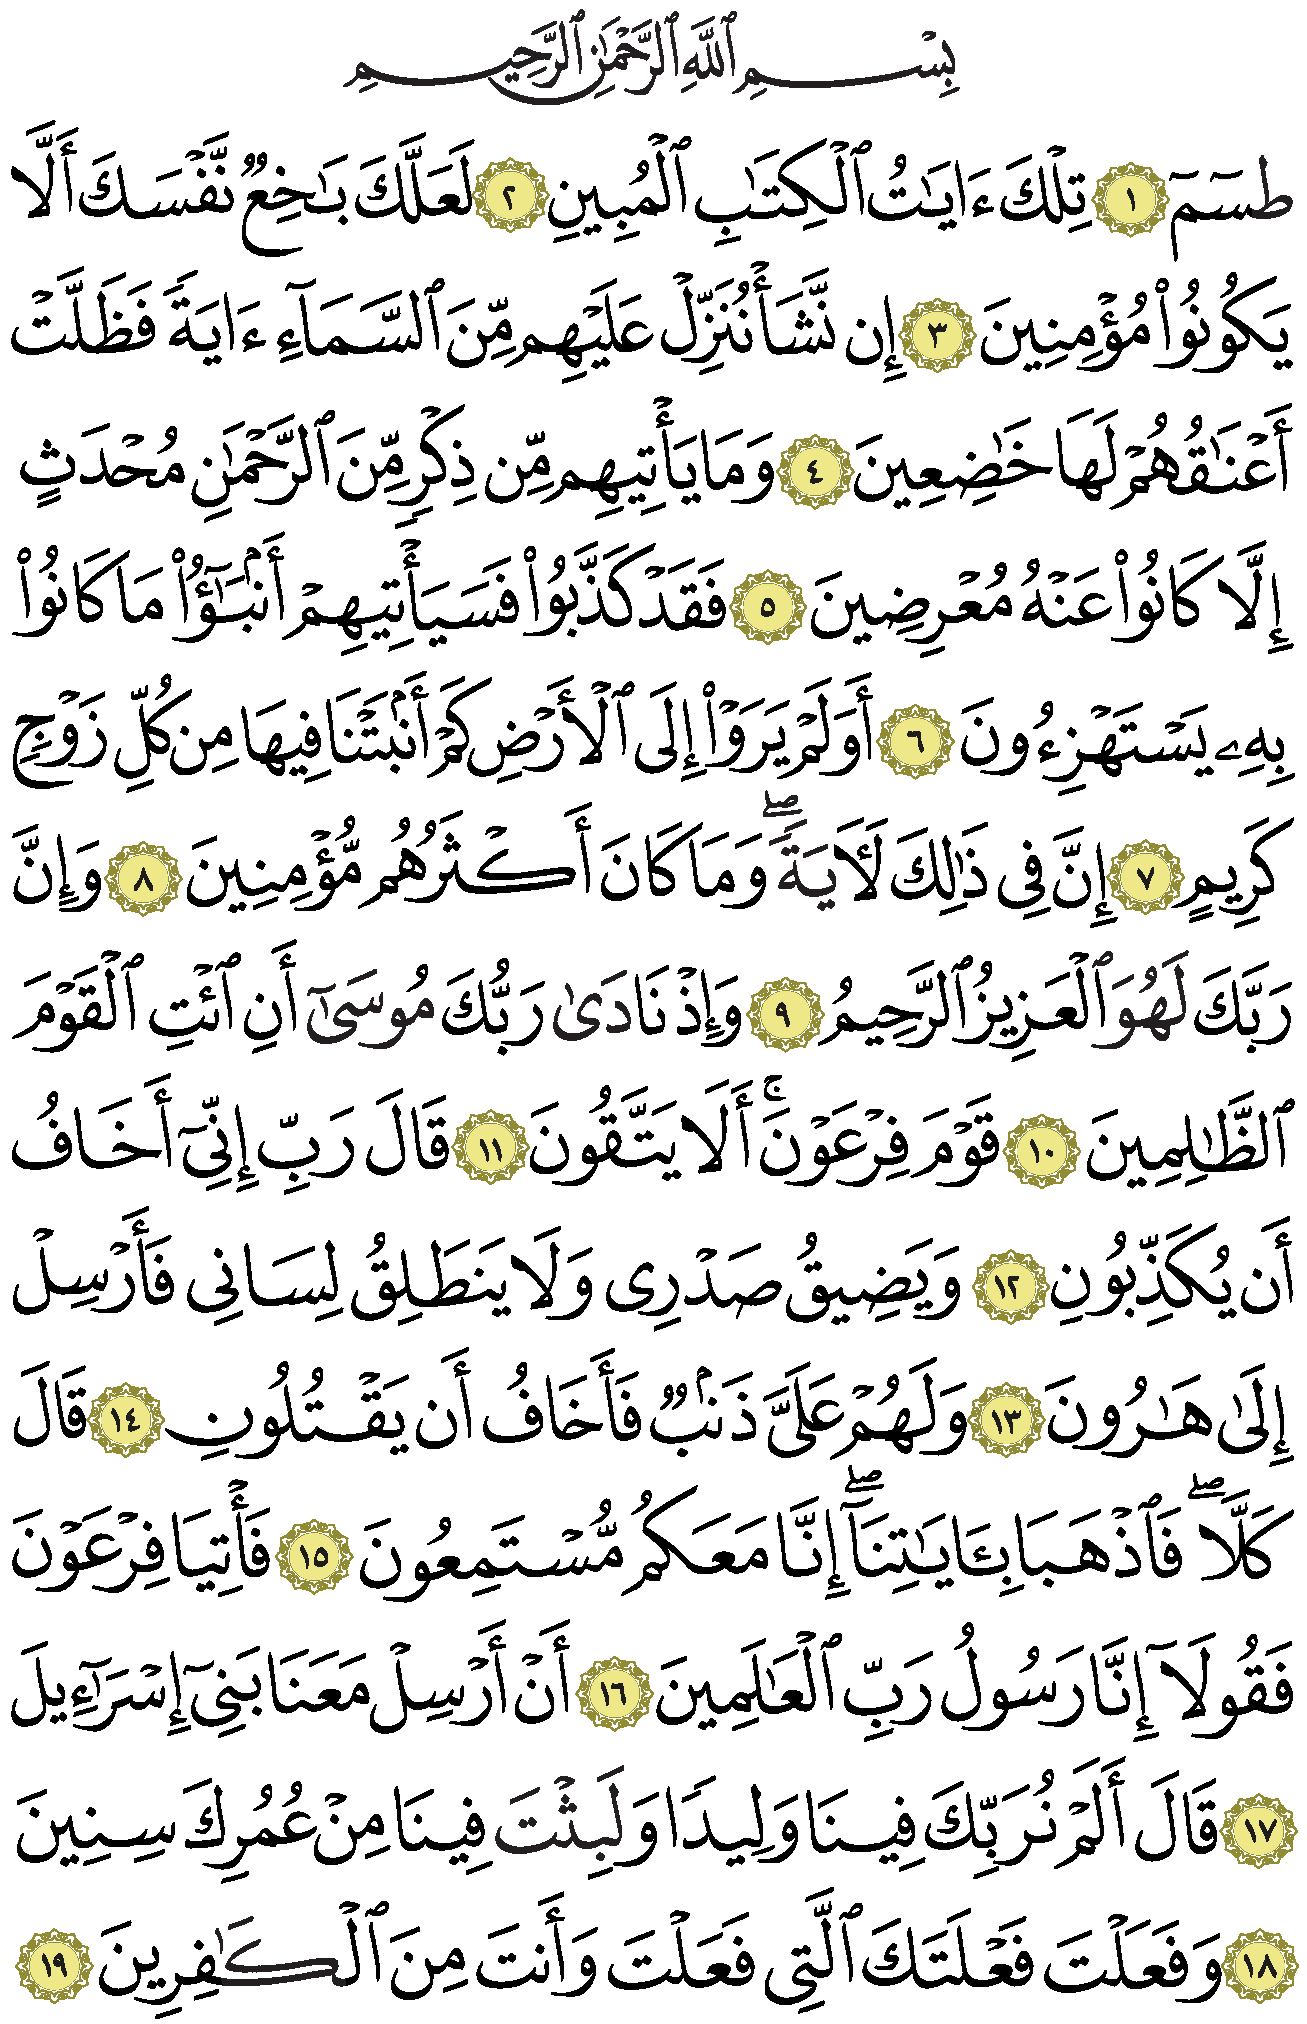 بِسْمِ ٱللَّهِ ٱلرَّحْمَٰنِ ٱلرَّحِيمِ
طسٓمٓ ١ تِلْكَ ءَايَٰتُ ٱلْكِتَٰبِ ٱلْمُبِينِ ٢ لَعَلَّكَ بَٰخِعٌ نَّفْسَكَ أَلَّا
يَكُونُوا۟ مُؤْمِنِينَ ٣ إِن نَّشَأْ نُنَزِّلْ عَلَيْهِم مِّنَ ٱلسَّمَآءِ ءَايَةً فَظَلَّتْ
أَعْنَٰقُهُمْ لَهَا خَٰضِعِينَ ٤ وَمَا يَأْتِيهِم مِّن ذِكْرٍ مِّنَ ٱلرَّحْمَٰنِ مُحْدَثٍ
إِلَّا كَانُوا۟ عَنْهُ مُعْرِضِينَ ٥ فَقَدْ كَذَّبُوا۟ فَسَيَأْتِيهِمْ أَنۢبَٰٓؤُا۟ مَا كَانُوا۟
بِهِۦ يَسْتَهْزِءُونَ ٦ أَوَلَمْ يَرَوْا۟ إِلَى ٱلْأَرْضِ كَمْ أَنۢبَتْنَا فِيهَا مِن كُلِّ زَوْجٍ
كَرِيمٍ ٧ إِنَّ فِى ذَٰلِكَ لَءَايَةً ۖ وَمَا كَانَ أَكْثَرُهُم مُّؤْمِنِينَ ٨ وَإِنَّ
رَبَّكَ لَهُوَ ٱلْعَزِيزُ ٱلرَّحِيمُ ٩ وَإِذْ نَادَىٰ رَبُّكَ مُوسَىٰٓ أَنِ ٱئْتِ ٱلْقَوْمَ
ٱلظَّٰلِمِينَ ١٠ قَوْمَ فِرْعَوْنَ ۚ أَلَا يَتَّقُونَ ١١ قَالَ رَبِّ إِنِّىٓ أَخَافُ
أَن يُكَذِّبُونِ ١٢ وَيَضِيقُ صَدْرِى وَلَا يَنطَلِقُ لِسَانِى فَأَرْسِلْ
إِلَىٰ هَٰرُونَ ١٣ وَلَهُمْ عَلَىَّ ذَنۢبٌ فَأَخَافُ أَن يَقْتُلُونِ ١٤ قَالَ
كَلَّا ۖ فَٱذْهَبَا بِـَٔايَٰتِنَآ ۖ إِنَّا مَعَكُم مُّسْتَمِعُونَ ١٥ فَأْتِيَا فِرْعَوْنَ
فَقُولَآ إِنَّا رَسُولُ رَبِّ ٱلْعَٰلَمِينَ ١٦ أَنْ أَرْسِلْ مَعَنَا بَنِىٓ إِسْرَٰٓءِيلَ
١٧ قَالَ أَلَمْ نُرَبِّكَ فِينَا وَلِيدًا وَلَبِثْتَ فِينَا مِنْ عُمُرِكَ سِنِينَ
١٨ وَفَعَلْتَ فَعْلَتَكَ ٱلَّتِى فَعَلْتَ وَأَنتَ مِنَ ٱلْكَٰفِرِينَ ١٩